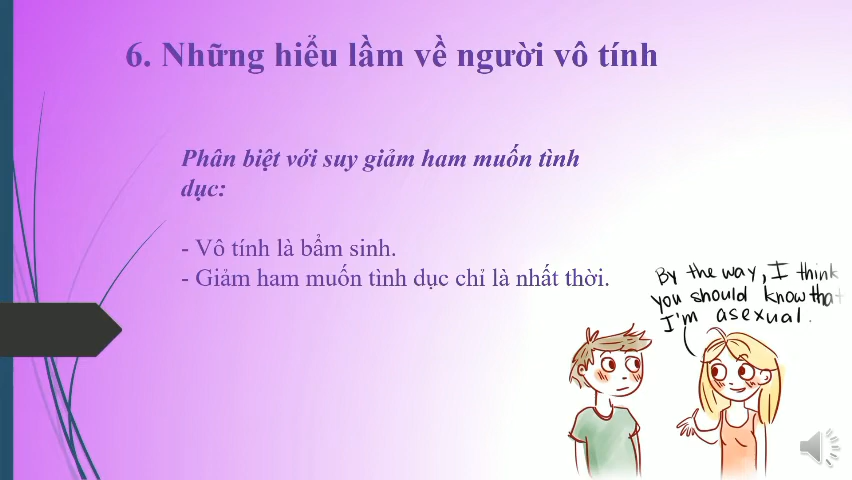 6. Những hiểu lầm về người vô tính
Phân biệt với suy giảm ham muốn tình
dục:
- Vô tính là bẩm sinh.
- Giảm ham muốn tình dục chỉ là nhất thời.
By the way, I think
you should know that
I'm asexual.